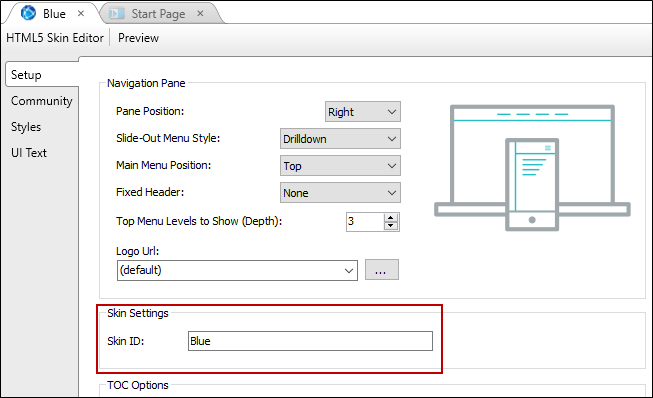 Blue × Start Page ×
HTML5 Skin Editor Preview
Setup
Community
Styles
UI Text
Navigation Pane
Pane Position: Right
Slide-Out Menu Style: Drilldown
Main Menu Position: Top
Fixed Header: None
Top Menu Levels to Show (Depth): 3
Logo Url:
(default) ...
Skin Settings
Skin ID: Blue
TOC Options